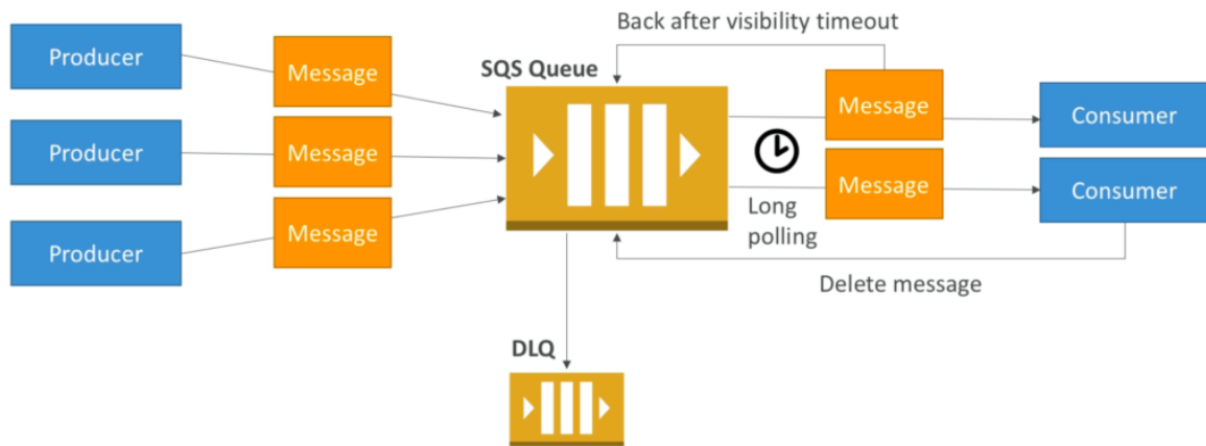 Back after visibility timeout
Producer
Message
SQS Queue
Message
Consumer
Producer
Message
Message
Consumer
Long
polling
Producer
Message
Delete message
DLQ